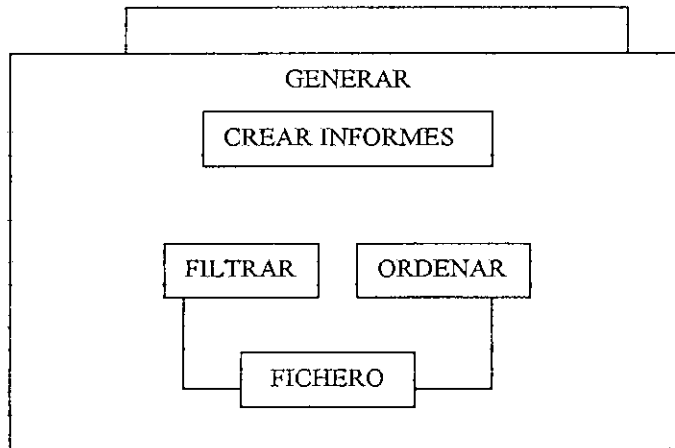 GENERAR
CREAR INFORMES
FILTRAR
ORDENAR
FICHERO